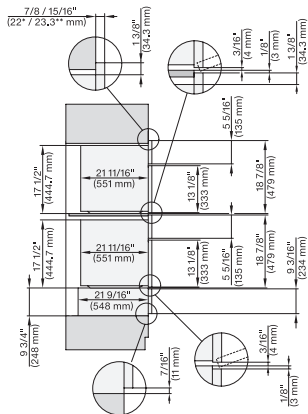 7/8 / 15/16"
(22* / 23.3** mm)
1 3/8"
(34.3 mm)
3/16"
(4 mm)
1/8"
(3 mm)
1 3/8"
(34.3 mm)
5 5/16"
(135 mm)
17 1/2"
(444.7 mm)
21 11/16"
(551 mm)
13 1/8"
(333 mm)
18 7/8"
(479 mm)
17 1/2"
(444.7 mm)
21 11/16"
(551 mm)
13 1/8"
(333 mm)
5 5/16"
(135 mm)
18 7/8"
(479 mm)
9 3/16"
(234 mm)
21 9/16"
(548 mm)
9 3/4"
(248 mm)
7/16"
(11 mm)
3/16"
(4 mm)
1/8"
(3 mm)